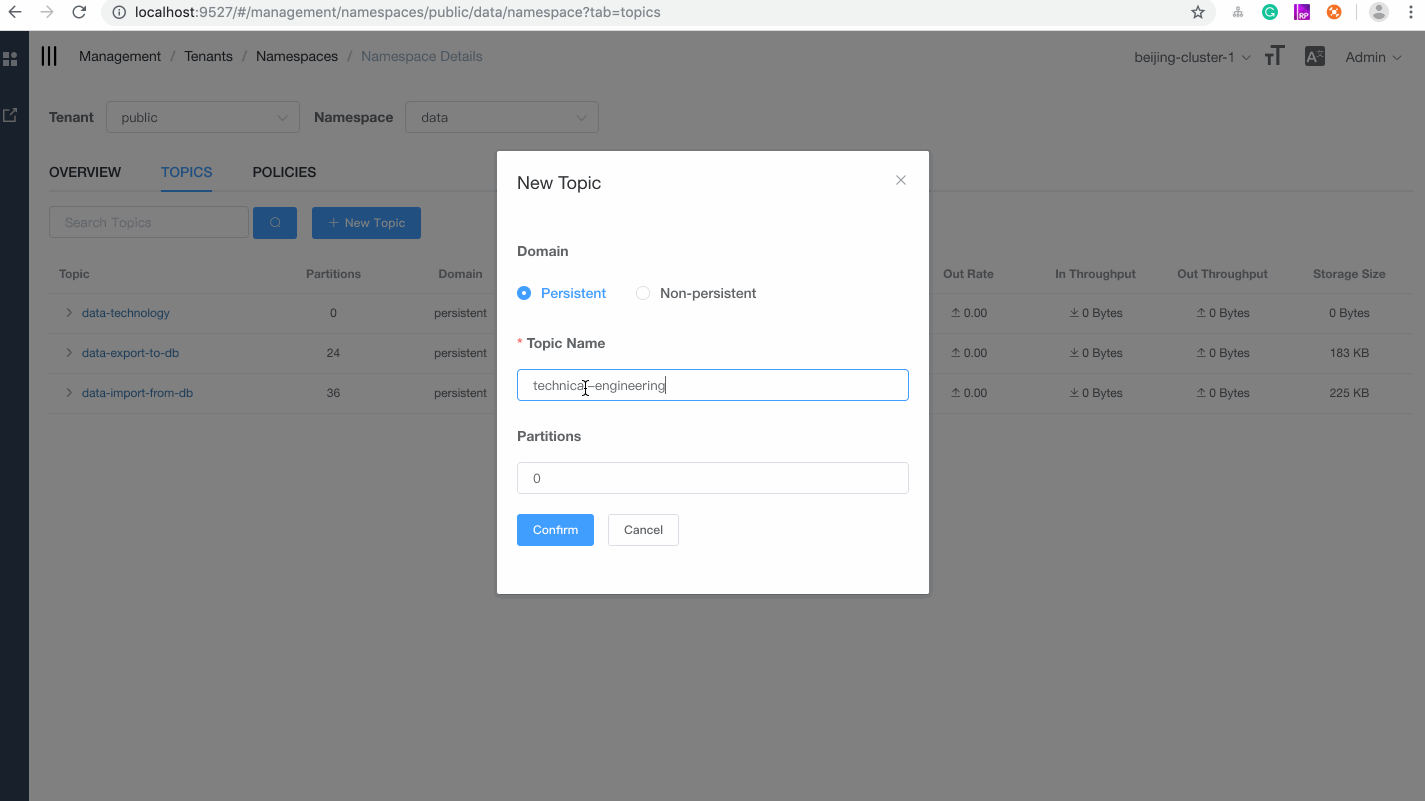 localhost:9527/#/management/namespaces/public/data/namespace?tab=topics
RP
Management / Tenants / Namespaces / Namespace Details
beijing-cluster-1
Admin
Tenant public Namespace data
OVERVIEW TOPICS POLICIES
Search Topics + New Topic
Topic Partitions Domain Out Rate In Throughput Out Throughput Storage Size
data-technology 0 persistent 0.00 0 Bytes 0 Bytes 0 Bytes
data-export-to-db 24 persistent 0.00 0 Bytes 0 Bytes 183 KB
data-import-from-db 36 persistent 0.00 0 Bytes 0 Bytes 225 KB
New Topic
Domain
Persistent Non-persistent
* Topic Name
technical-engineering
Partitions
0
Confirm Cancel